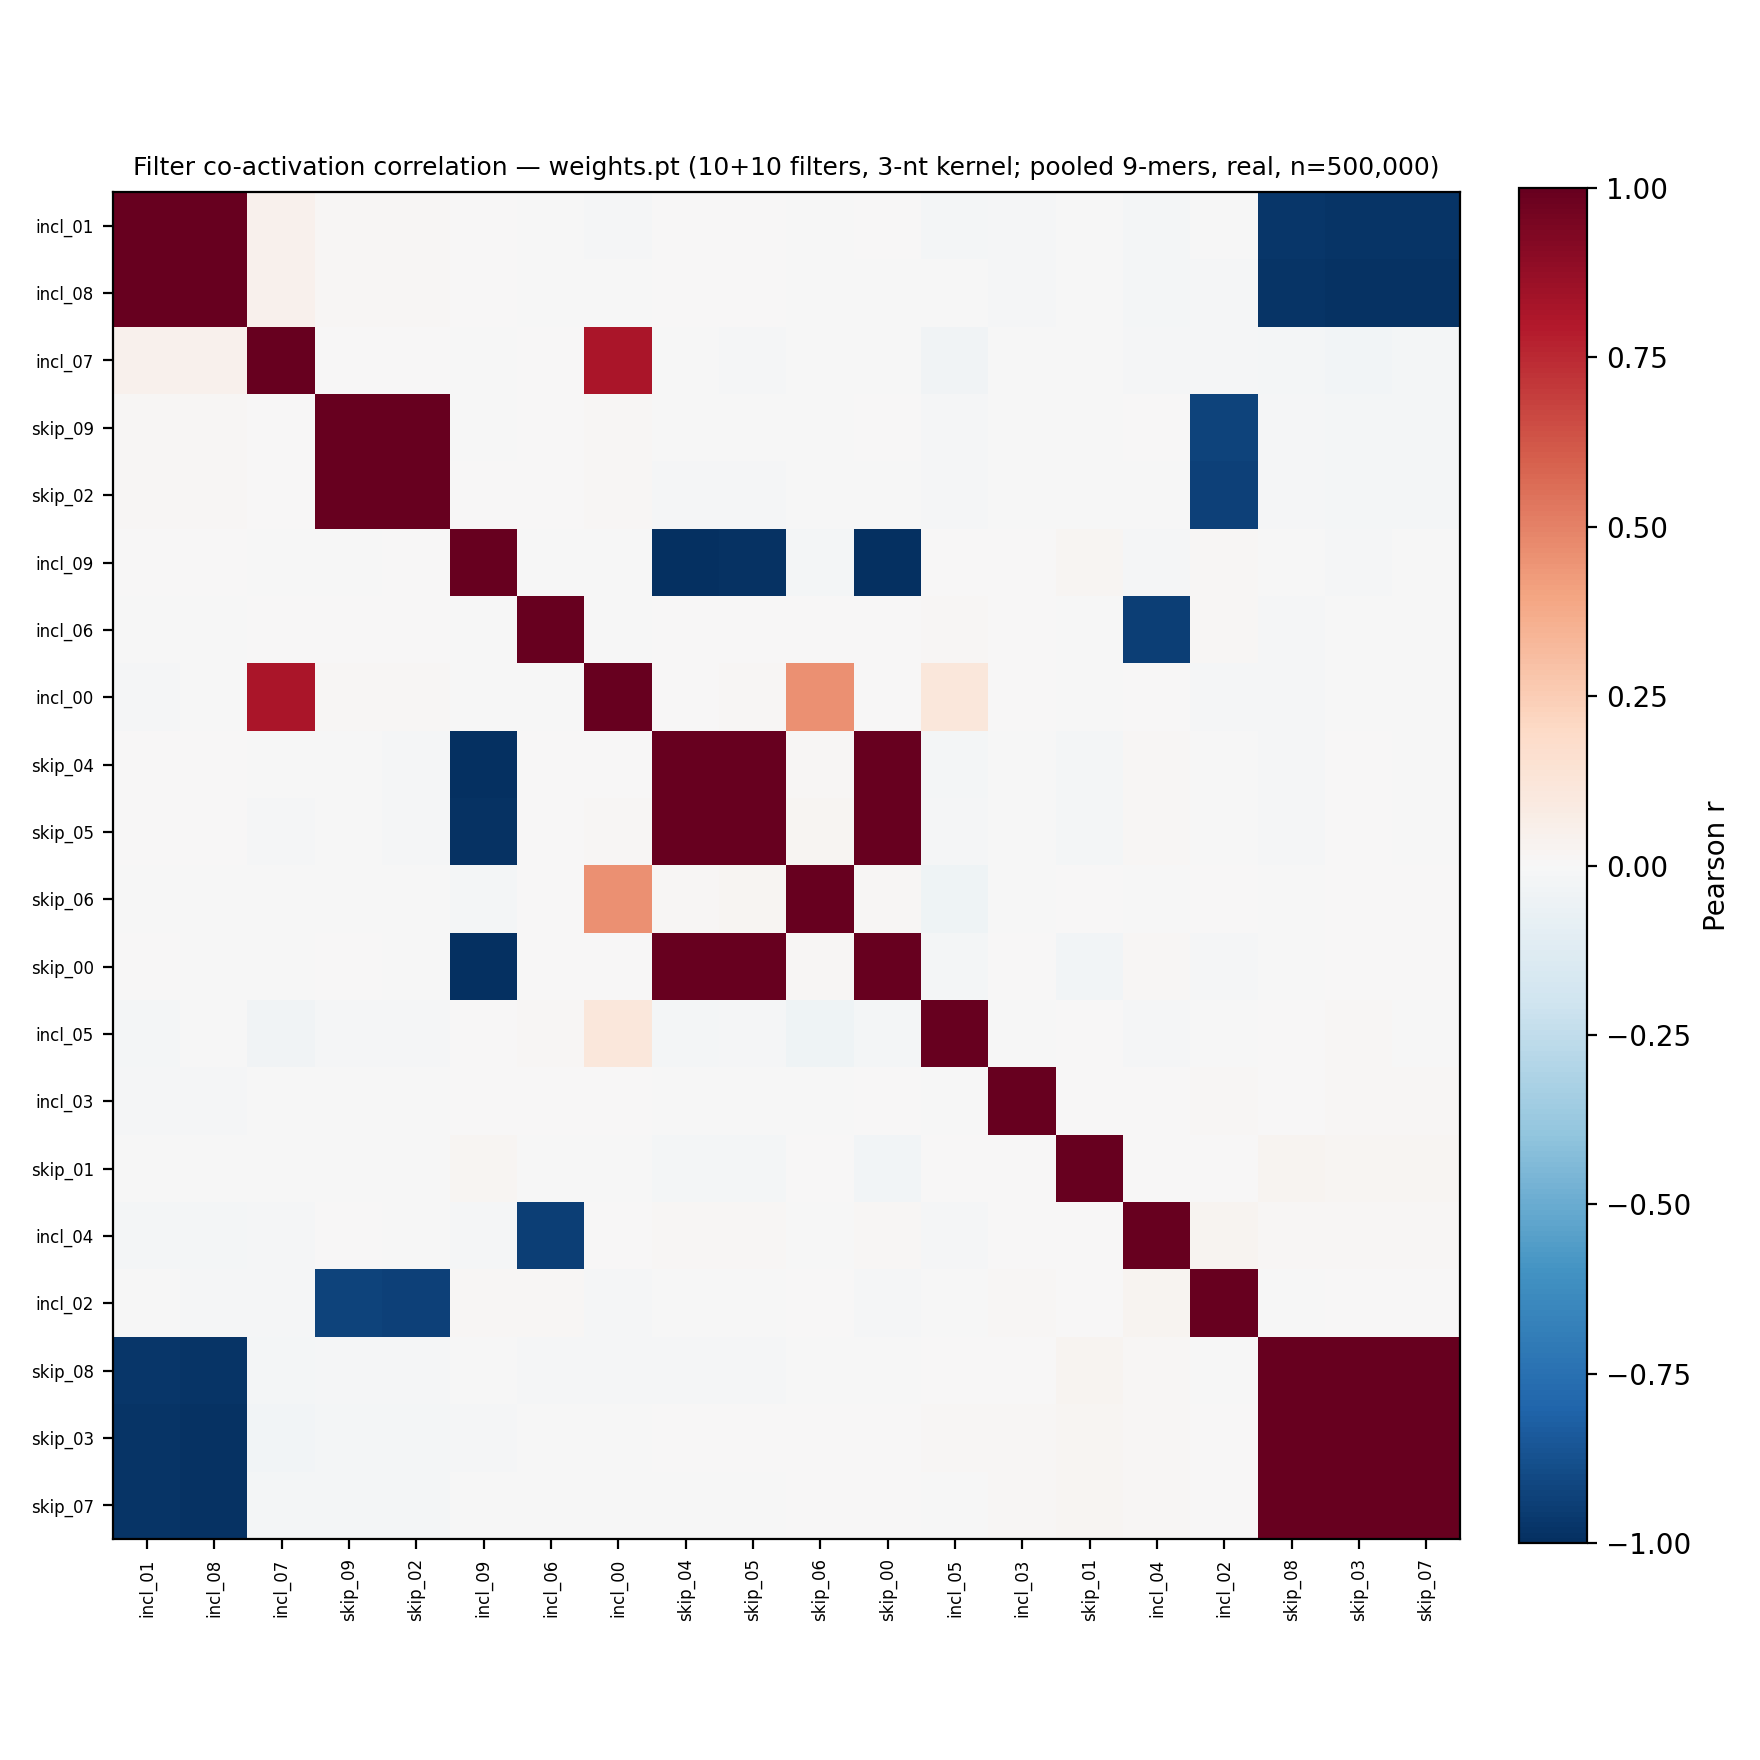 Filter co-activation correlation — weights.pt (10+10 filters, 3-nt kernel; pooled 9-mers, real, n=500,000)
incl_01
incl_08
incl_07
skip_09
skip_02
incl_09
incl_06
incl_00
skip_04
skip_05
skip_06
skip_00
incl_05
incl_03
skip_01
incl_04
incl_02
skip_08
skip_03
skip_07
incl_01
incl_08
incl_07
skip_09
skip_02
incl_09
incl_06
incl_00
skip_04
skip_05
skip_06
skip_00
incl_05
incl_03
skip_01
incl_04
incl_02
skip_08
skip_03
skip_07
1.00
0.75
0.50
0.25
0.00
−0.25
−0.50
−0.75
−1.00
Pearson r